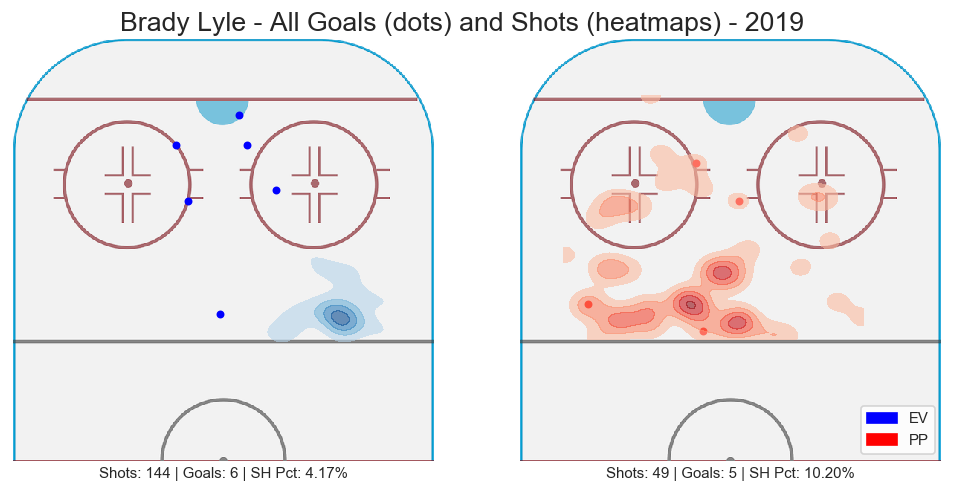 Brady Lyle - All Goals (dots) and Shots (heatmaps) - 2019
EV
PP
Shots: 144 | Goals: 6 | SH Pct: 4.17%
Shots: 49 | Goals: 5 | SH Pct: 10.20%